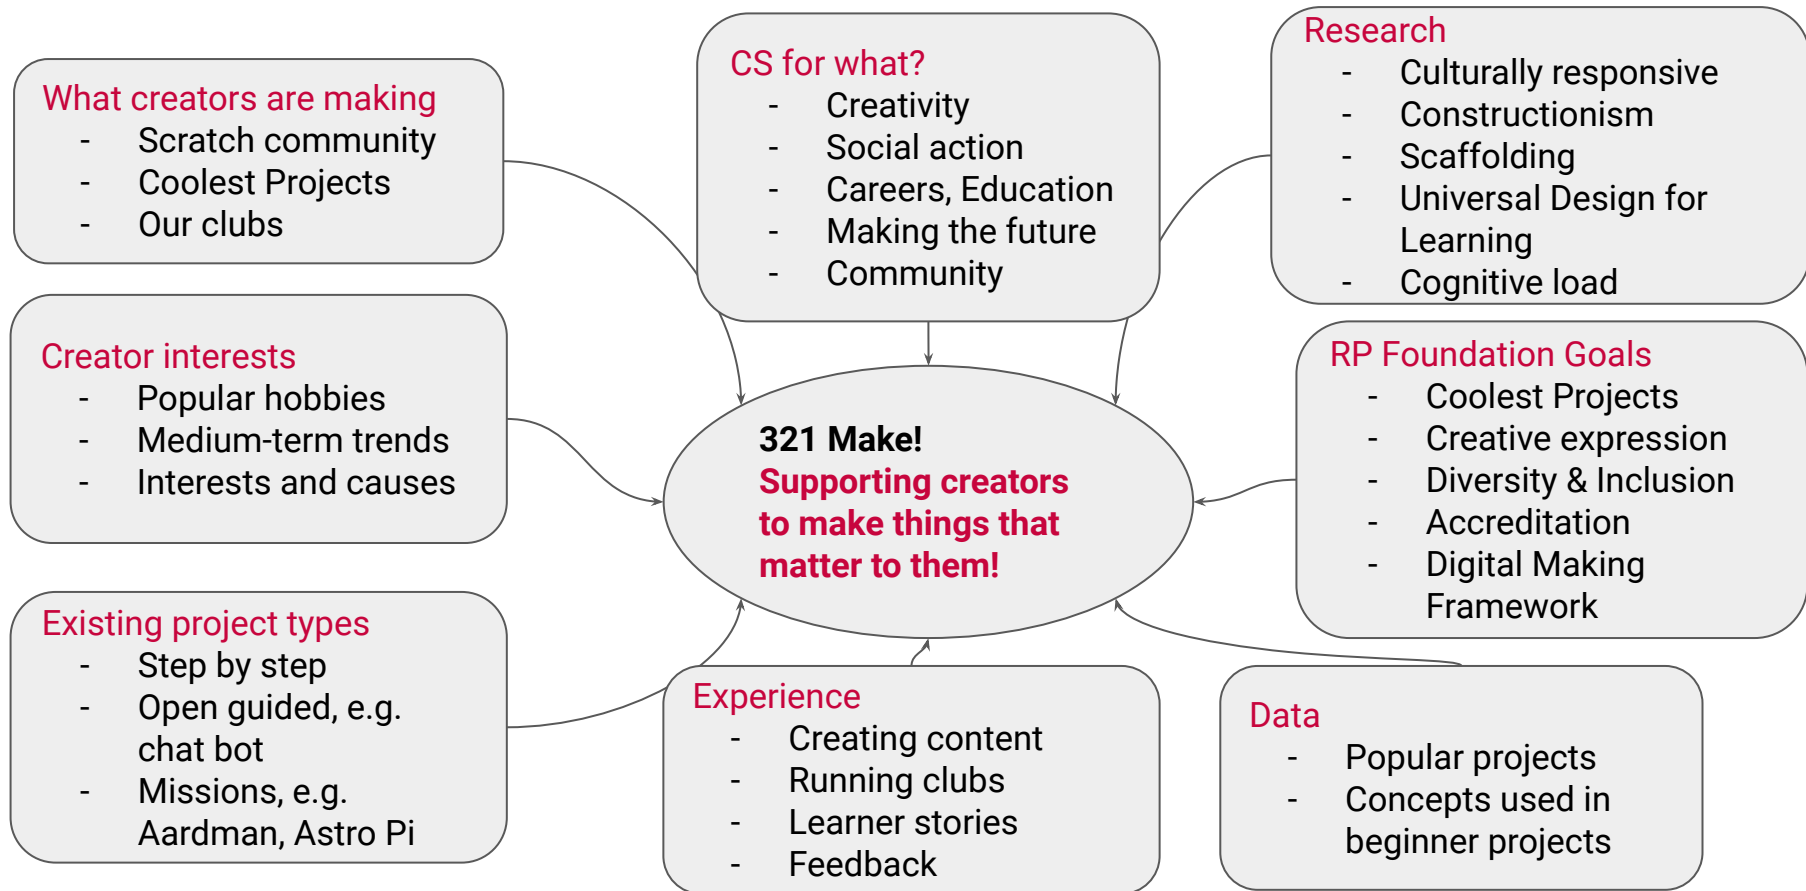 What creators are making
- Scratch community
- Coolest Projects
- Our clubs
CS for what?
- Creativity
- Social action
- Careers, Education
- Making the future
- Community
Research
- Culturally responsive
- Constructionism
- Scaffolding
- Universal Design for
Learning
- Cognitive load
Creator interests
- Popular hobbies
- Medium-term trends
- Interests and causes
321 Make!
Supporting creators
to make things that
matter to them!
RP Foundation Goals
- Coolest Projects
- Creative expression
- Diversity & Inclusion
- Accreditation
- Digital Making
Framework
Existing project types
- Step by step
- Open guided, e.g.
chat bot
- Missions, e.g.
Aardman, Astro Pi
Experience
- Creating content
- Running clubs
- Learner stories
- Feedback
Data
- Popular projects
- Concepts used in
beginner projects